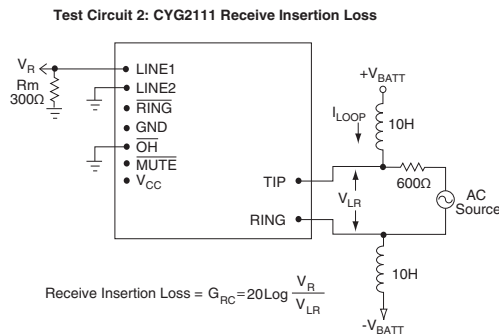 Test Circuit 2: CYG2111 Receive Insertion Loss
V_R
Rm
300Ω
LINE1
LINE2
RING
GND
OH
MUTE
V_CC
TIP
RING
+V_BATT
I_LOOP
10H
600Ω
V_LR
AC
Source
10H
-V_BATT
Receive Insertion Loss = G_RC = 20Log V_R / V_LR